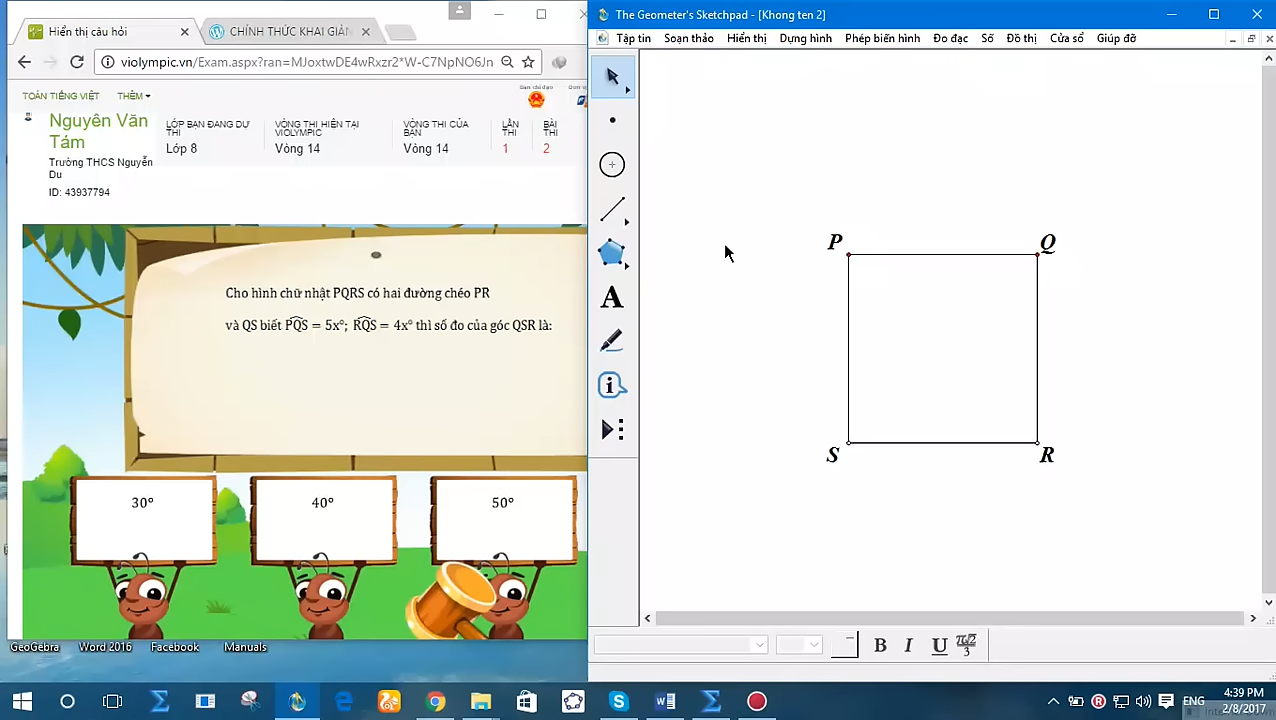 Hiển thị câu hỏi
CHÍNH THỨC KHAI GIẢN
violympic.vn/Exam.aspx?ran=MJoxtwDE4wRxzr2*W-C7NpNO6Jn
TOÁN TIẾNG VIỆT THÊM
Ban chỉ đạo
Nguyên Văn
Tám
Trường THCS Nguyễn
Du
ID: 43937794
LỚP BẠN ĐANG DỰ
THI
Lớp 8
VÒNG THI HIỆN TẠI
VIOLYMPIC
Vòng 14
VÒNG THI CỦA
BẠN
Vòng 14
LẦN
THI
1
BÀI
THI
2
Cho hình chữ nhật PQRS có hai đường chéo PR
và QS biết PQS = 5x°; RQS = 4x° thì số đo của góc QSR là:
30°
40°
50°
GeoGebra Word 2016 Facebook Manuals
The Geometer's Sketchpad - [Khong ten 2]
Tập tin Soạn thảo Hiển thị Dựng hình Phép biến hình Đo đạc Số Đồ thị Cửa sổ Giúp đỡ
A
P
Q
S
R
B I U
ENG
4:39 PM
2/8/2017